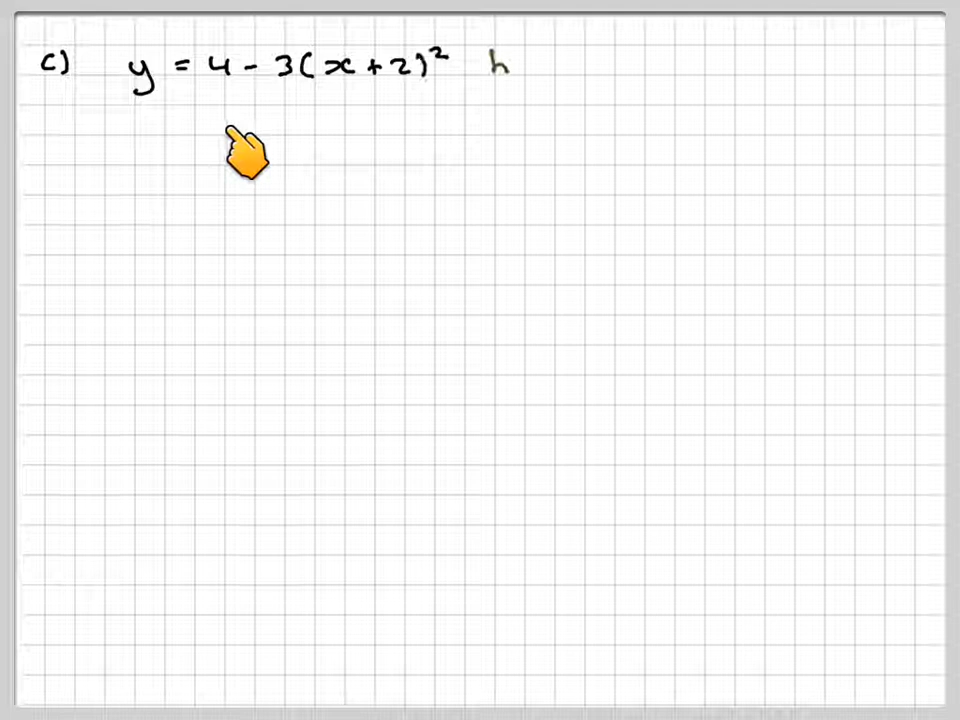 c) y = 4 - 3(x+2)² h